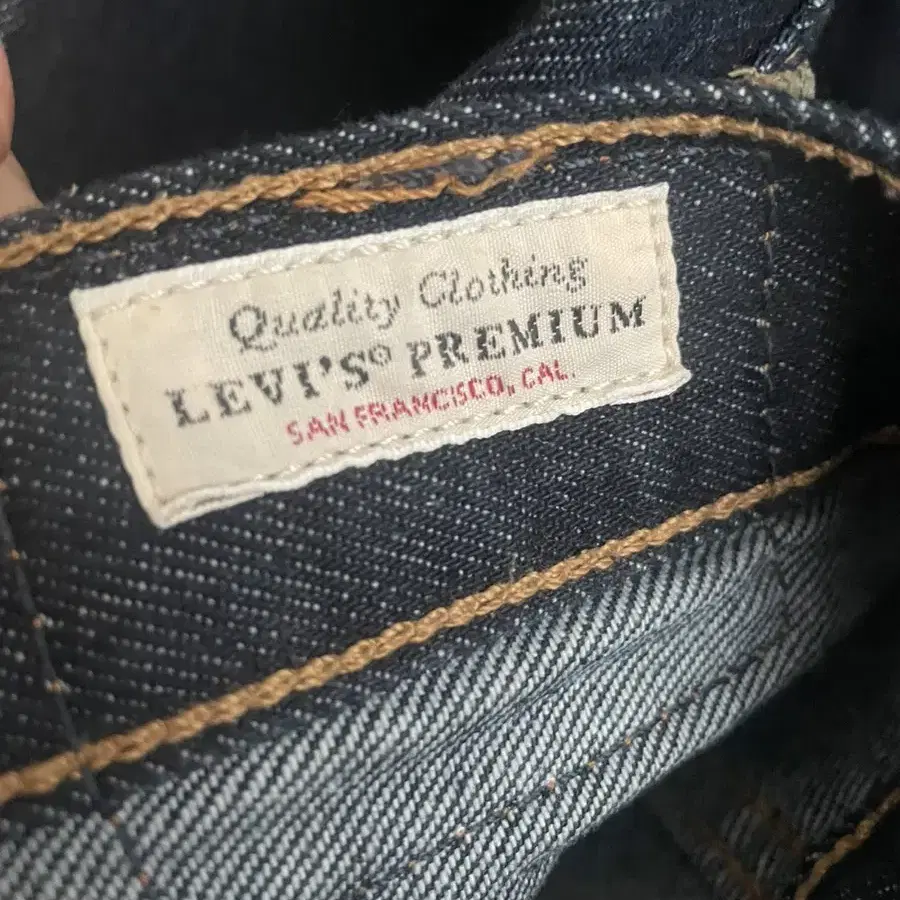 Quality Clothing
LEVI'S® PREMIUM
SAN FRANCISCO, CAL.